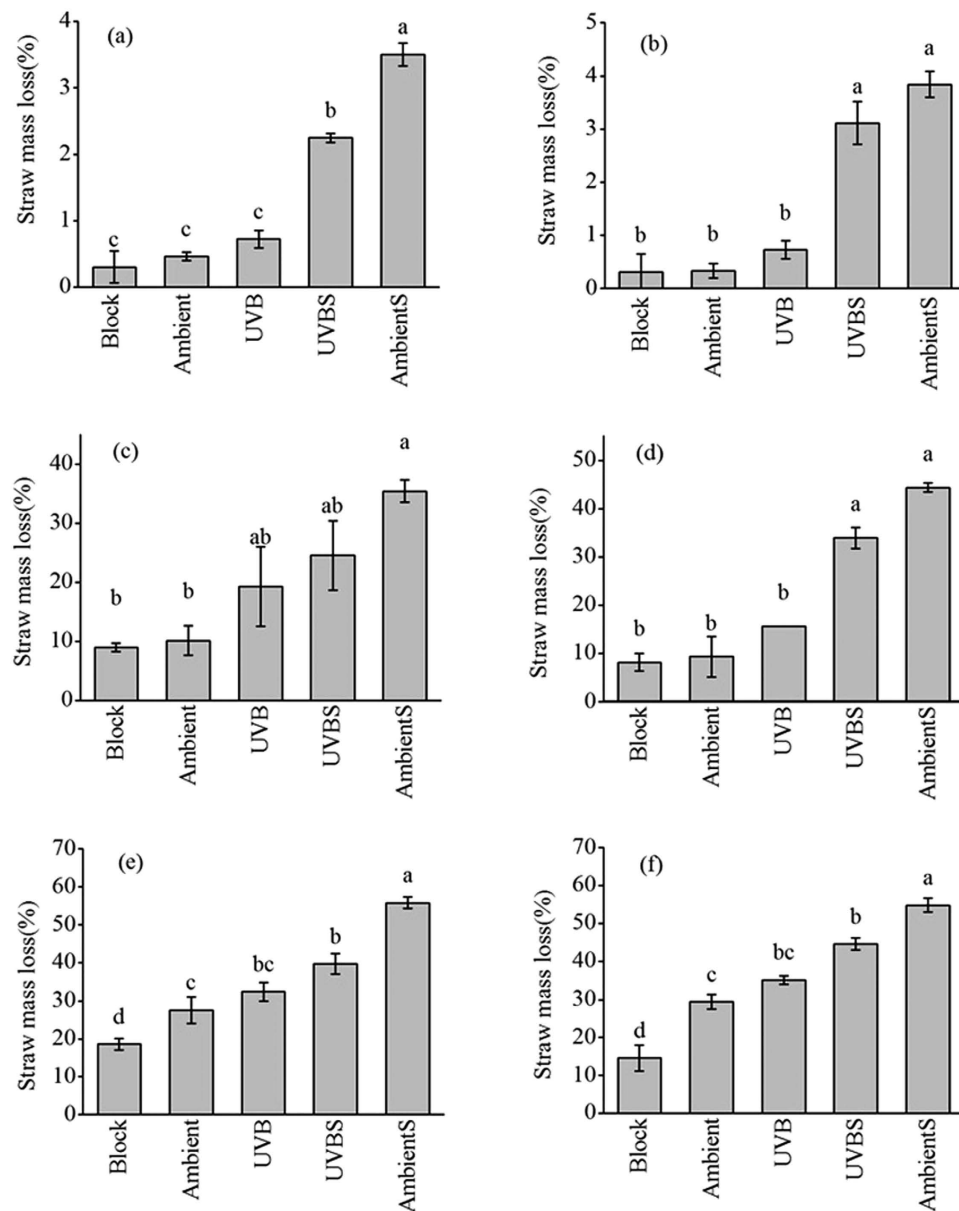 (a)
Straw mass loss(%)
4
3
2
1
0
c
c
c
b
a
Block
Ambient
UVB
UVBS
AmbientS
(b)
Straw mass loss(%)
5
4
3
2
1
0
b
b
b
a
a
Block
Ambient
UVB
UVBS
AmbientS
(c)
Straw mass loss(%)
40
30
20
10
0
b
b
ab
ab
a
Block
Ambient
UVB
UVBS
AmbientS
(d)
Straw mass loss(%)
50
40
30
20
10
0
b
b
b
a
a
Block
Ambient
UVB
UVBS
AmbientS
(e)
Straw mass loss(%)
70
60
50
40
30
20
10
0
d
c
bc
b
a
Block
Ambient
UVB
UVBS
AmbientS
(f)
Straw mass loss(%)
70
60
50
40
30
20
10
0
d
c
bc
b
a
Block
Ambient
UVB
UVBS
AmbientS